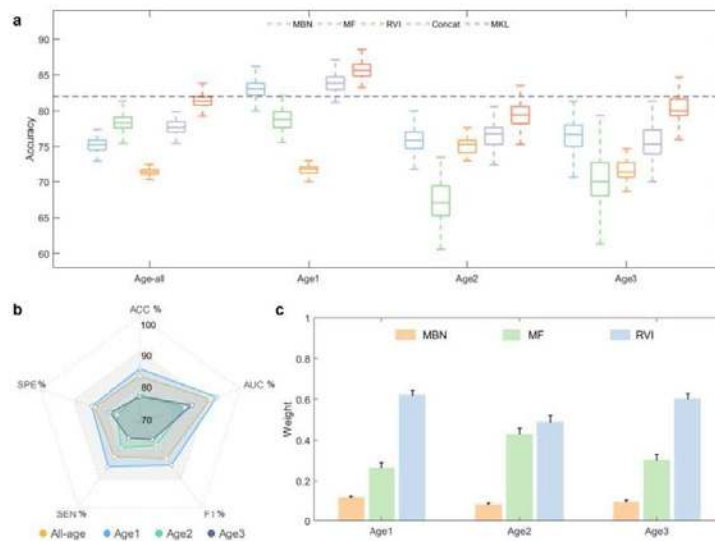 a
MBN MF RVI Concat MKL
Accuracy
90
85
80
75
70
65
60
Age-all Age1 Age2 Age3
b
ACC %
100
90
80
70
SPE %
AUC %
SEN %
F1 %
All-age Age1 Age2 Age3
c
MBN MF RVI
Weight
1
0.8
0.6
0.4
0.2
0
Age1 Age2 Age3